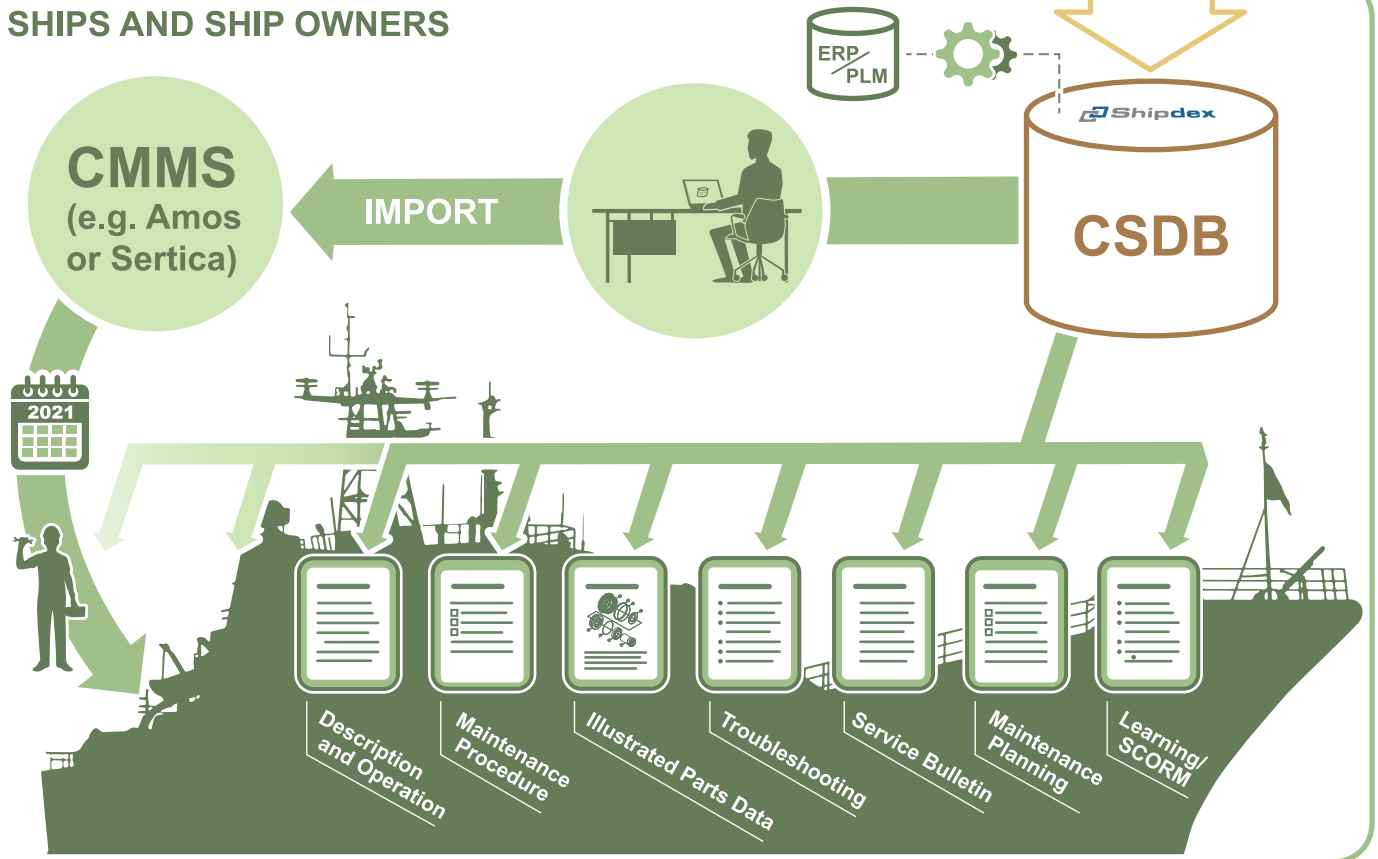 SHIPS AND SHIP OWNERS
ERP/
PLM
Shipdex
CMMS
(e.g. Amos
or Sertica)
IMPORT
CSDB
2021
Description
and Operation
Maintenance
Procedure
Illustrated Parts Data
Troubleshooting
Service Bulletin
Maintenance
Planning
Learning/
SCORM